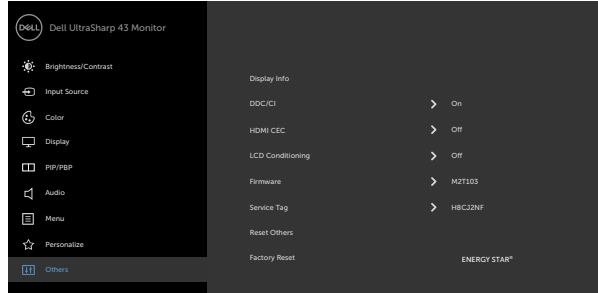 DELL Dell UltraSharp 43 Monitor
Brightness/Contrast
Input Source
Color
Display
PIP/PBP
Audio
Menu
Personalize
Others
Display Info
DDC/CI On
HDMI CEC Off
LCD Conditioning Off
Firmware M2T103
Service Tag H8CJ2NF
Reset Others
Factory Reset ENERGY STAR®